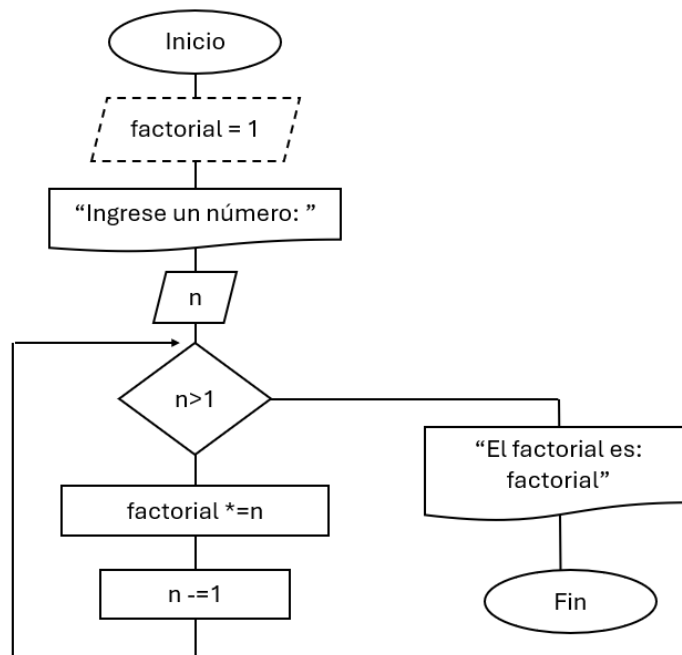 Inicio
factorial = 1
“Ingrese un número: ”
n
n>1
factorial *=n
n -=1
“El factorial es:
factorial”
Fin